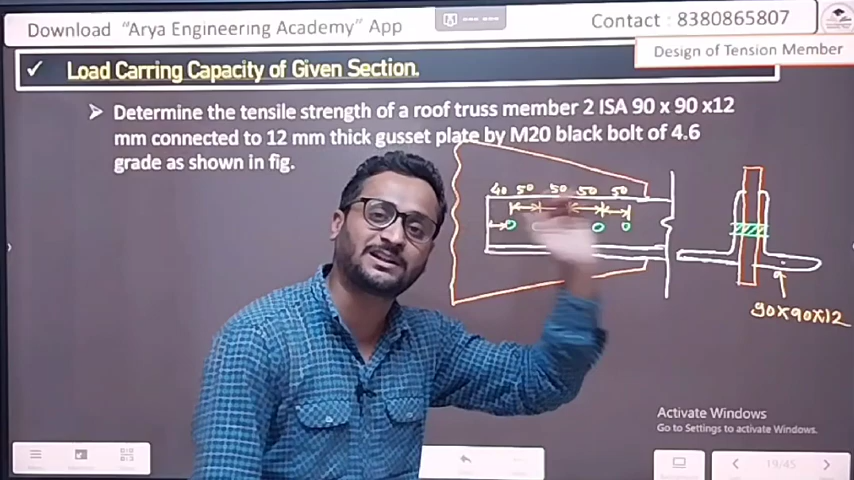 Download "Arya Engineering Academy" App
Contact : 8380865807
Design of Tension Member
✓ Load Carring Capacity of Given Section.
➢ Determine the tensile strength of a roof truss member 2 ISA 90 x 90 x12
mm connected to 12 mm thick gusset plate by M20 black bolt of 4.6
grade as shown in fig.
40 50 50 50 50
90x90x12
Activate Windows
Go to Settings to activate Windows.
19/45